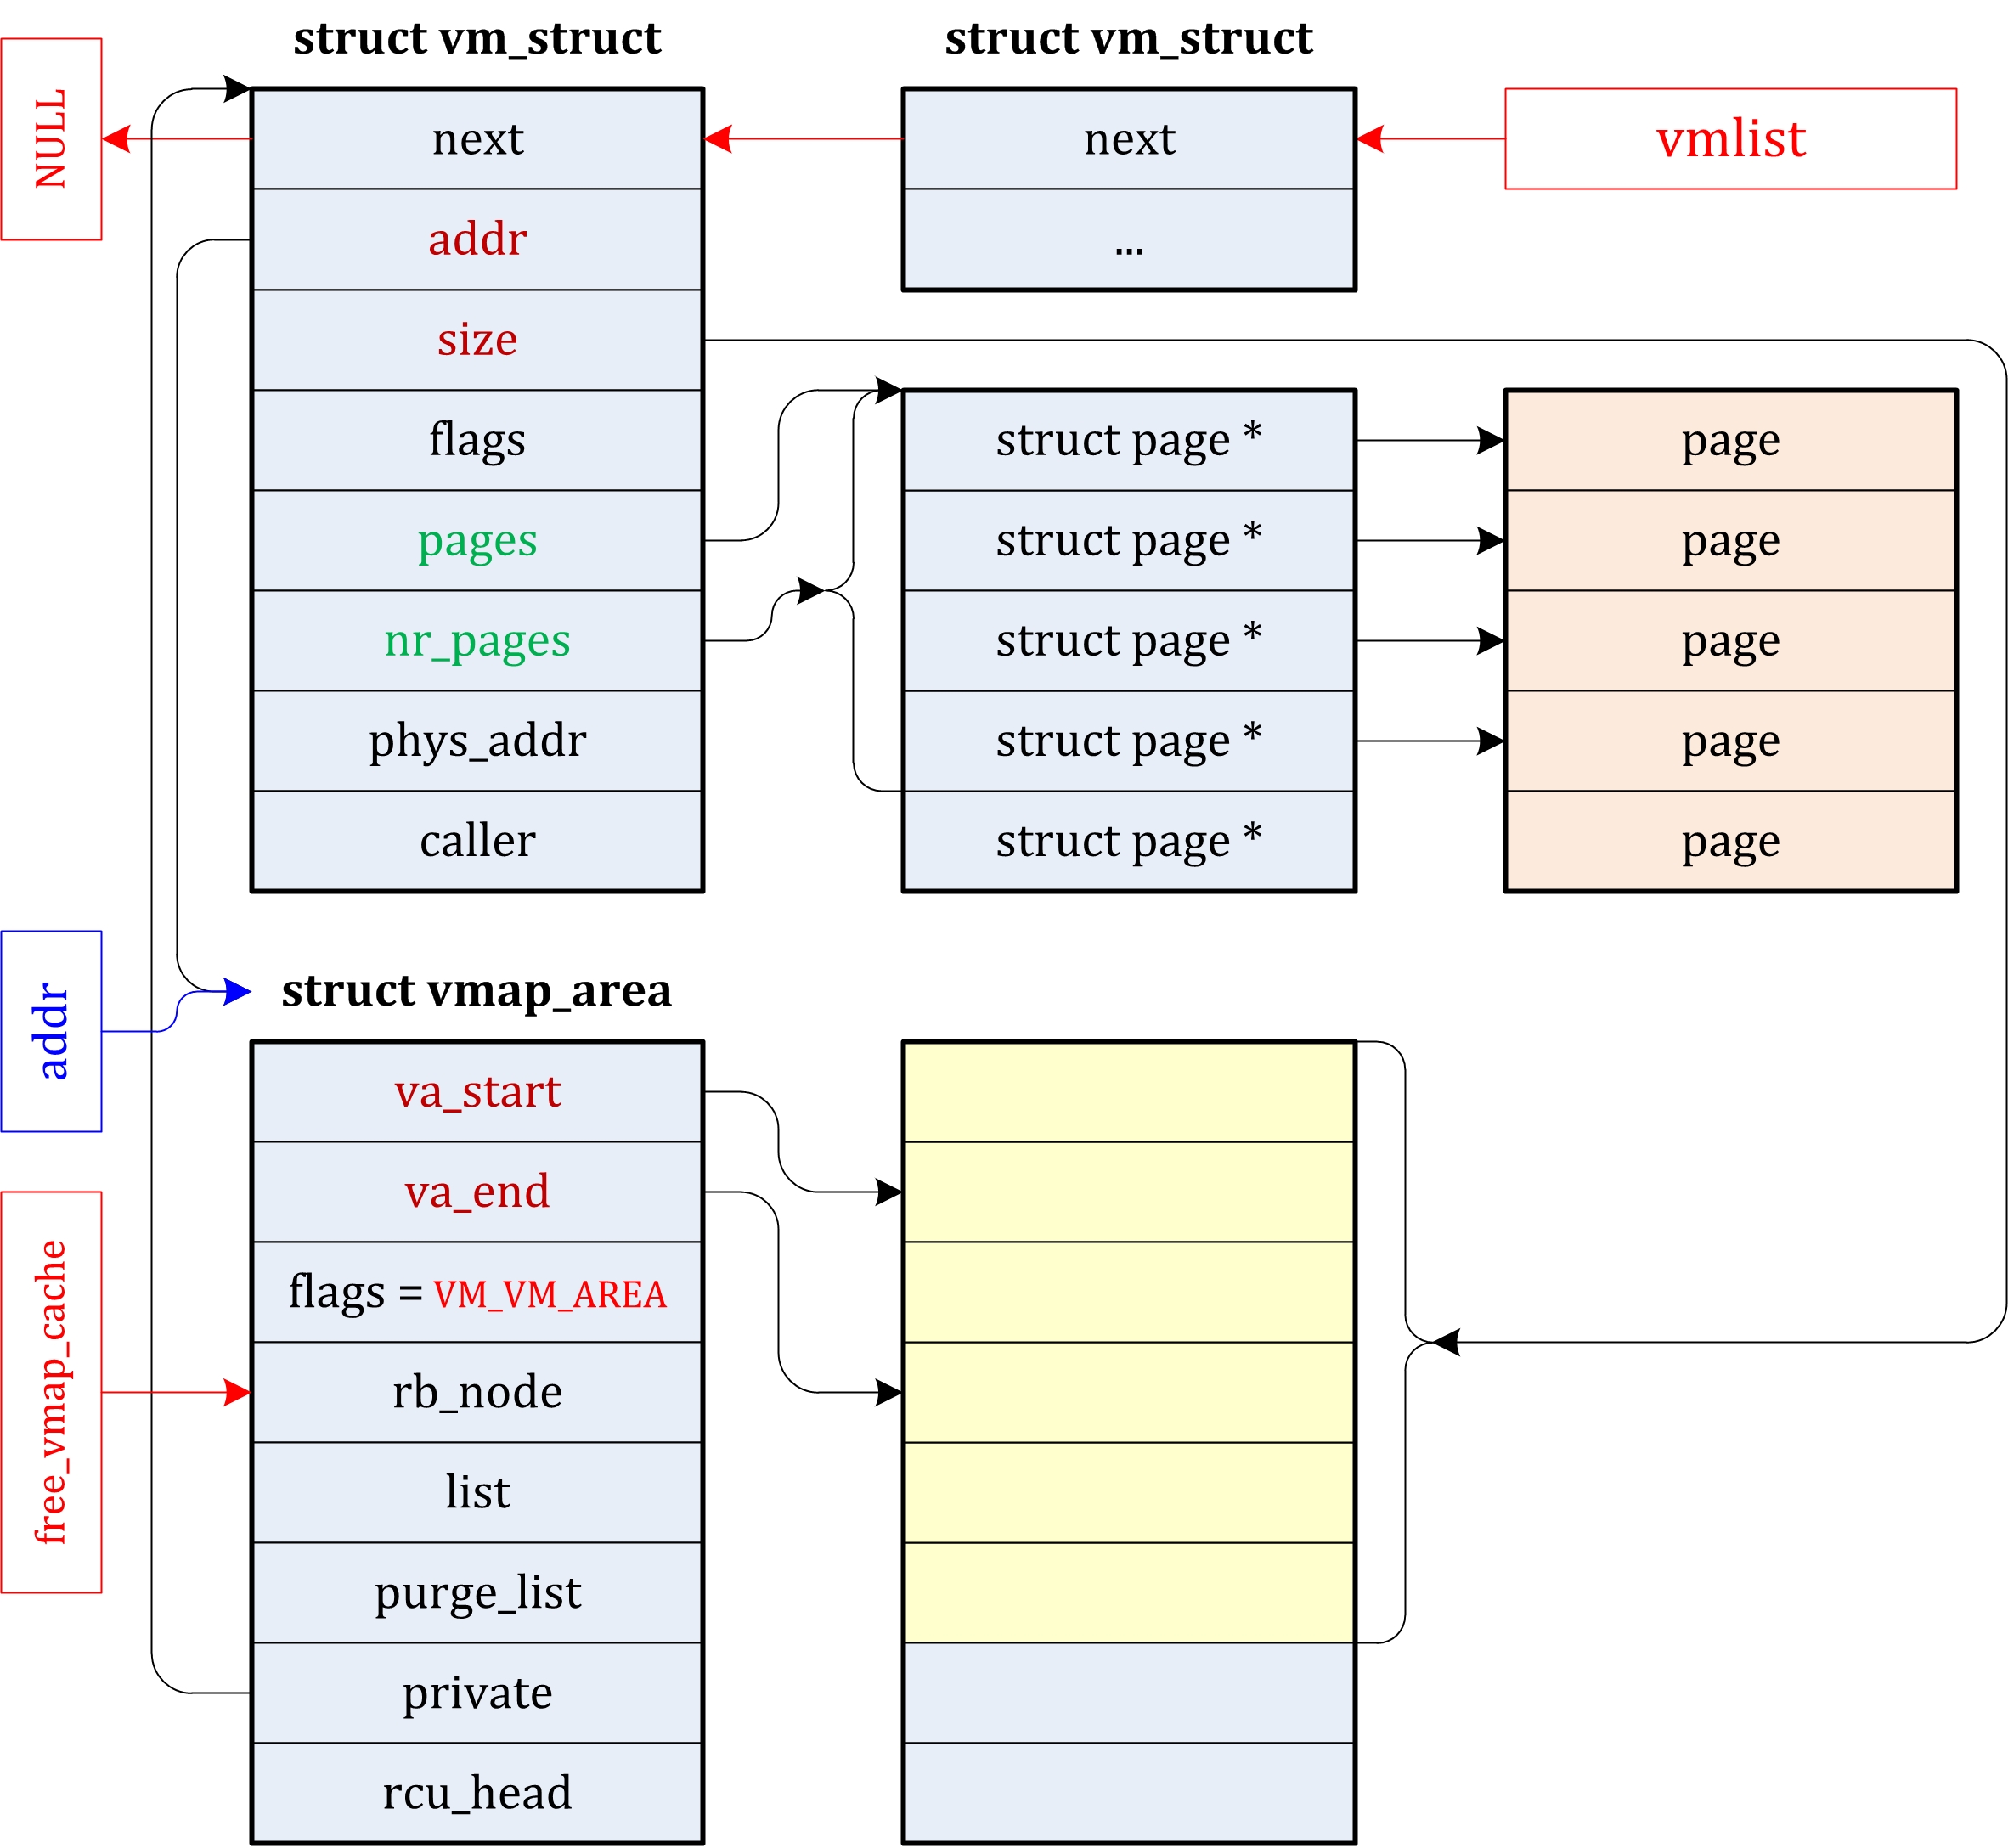 struct vm_struct
struct vm_struct
NULL
next
next
vmlist
addr
...
size
flags
struct page *
page
pages
struct page *
page
nr_pages
struct page *
page
phys_addr
struct page *
page
caller
struct page *
page
addr
struct vmap_area
va_start
va_end
free_vmap_cache
flags = VM_VM_AREA
rb_node
list
purge_list
private
rcu_head